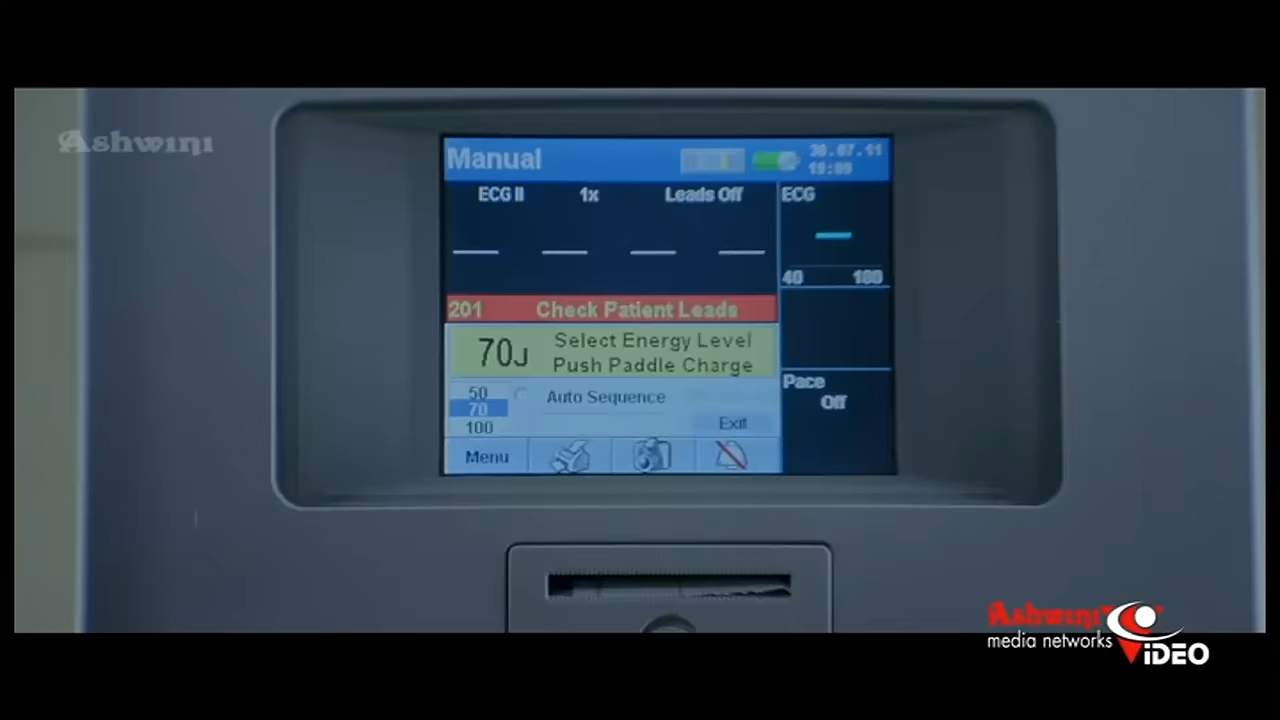 Ashwini
Manual
30.07.11
19:09
ECG II 1x Leads Off
ECG
40 180
201 Check Patient Leads
70J
Select Energy Level
Push Paddle Charge
50
70
100
Auto Sequence
Exit
Menu
Pace
Off
Ashwini
media networks
ViDEO